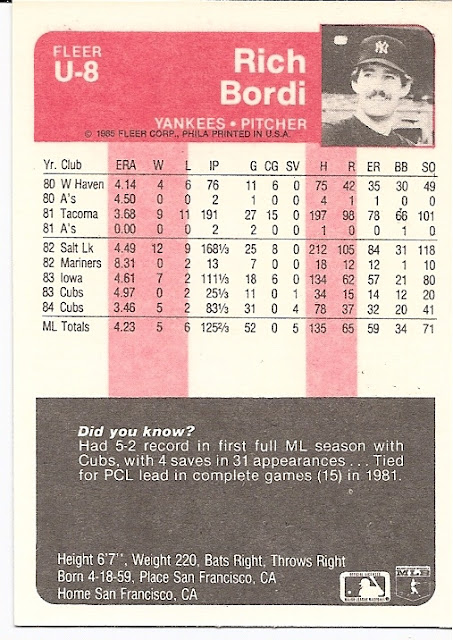 FLEER
U-8
Rich
Bordi
YANKEES • PITCHER
© 1985 FLEER CORP., PHILA PRINTED IN U.S.A.
Yr. Club ERA W L IP G CG SV H R ER BB SO
80 W Haven 4.14 4 6 76 11 6 0 75 42 35 30 49
80 A's 4.50 0 0 2 1 0 0 4 1 1 0 0
81 Tacoma 3.68 9 11 191 27 15 0 197 98 78 66 101
81 A's 0.00 0 0 2 2 0 0 1 0 0 1 0
82 Salt Lk 4.49 12 9 168⅓ 25 8 0 212 105 84 31 118
82 Mariners 8.31 0 2 13 7 0 0 18 12 12 1 10
83 Iowa 4.61 7 2 111⅓ 18 6 0 134 62 57 21 80
83 Cubs 4.97 0 2 25⅓ 11 0 1 34 15 14 12 20
84 Cubs 3.46 5 2 83⅓ 31 0 4 78 37 32 20 41
ML Totals 4.23 5 6 125⅔ 52 0 5 135 65 59 34 71
Did you know?
Had 5-2 record in first full ML season with
Cubs, with 4 saves in 31 appearances . . . Tied
for PCL lead in complete games (15) in 1981.
Height 6'7'', Weight 220, Bats Right, Throws Right
Born 4-18-59, Place San Francisco, CA
Home San Francisco, CA